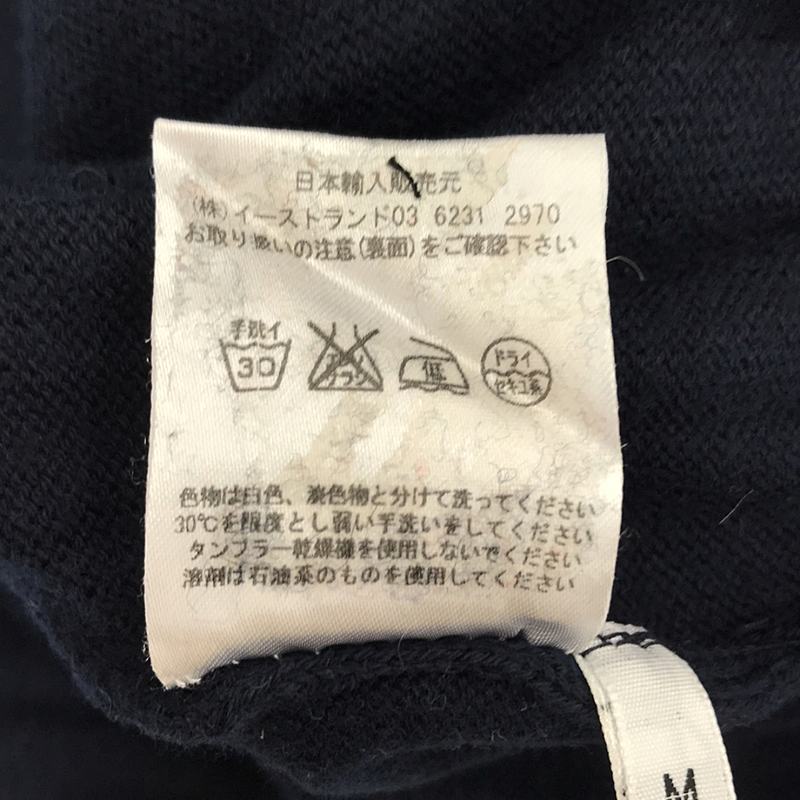 日本輸入販売元
(株)イーストランド03 6231 2970
お取り扱いの注意(裏面)をご確認下さい
手洗イ
30
低
ドライ
セキユ系
色物は白色、淡色物と分けて洗ってください
30℃を限度とし弱い手洗いをしてください
タンブラー乾燥機を使用しないでください
溶剤は石油系のものを使用してください
M